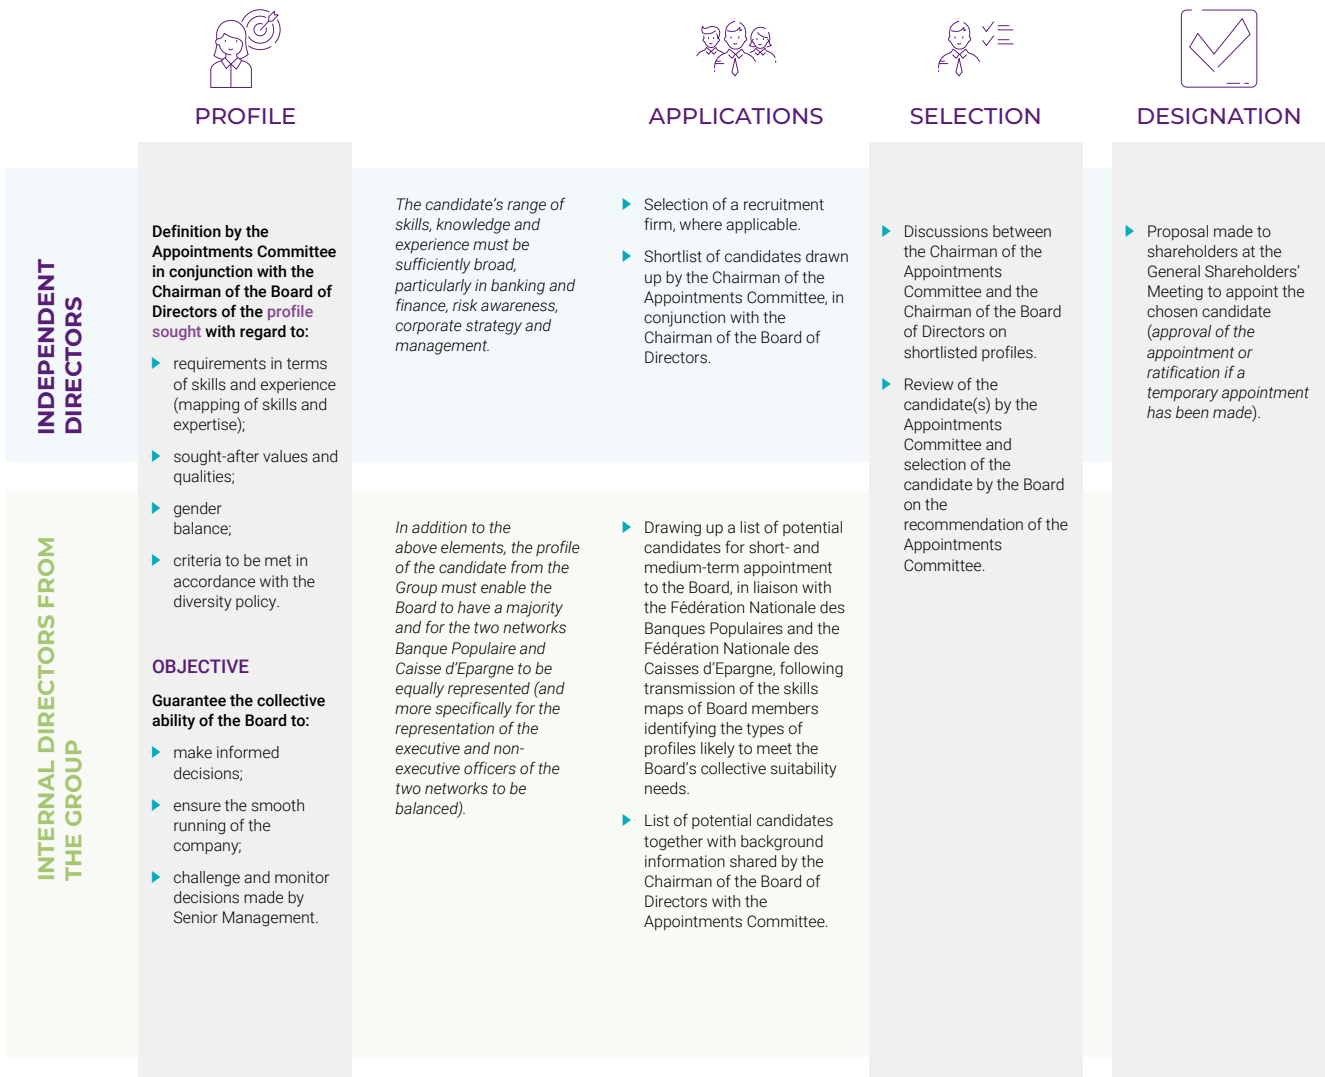 PROFILE
APPLICATIONS
SELECTION
DESIGNATION
INDEPENDENT
DIRECTORS
INTERNAL DIRECTORS FROM
THE GROUP
Definition by the
Appointments Committee
in conjunction with the
Chairman of the Board of
Directors of the profile
sought with regard to:
requirements in terms
of skills and experience
(mapping of skills and
expertise);
sought-after values and
qualities;
gender
balance;
criteria to be met in
accordance with the
diversity policy.
OBJECTIVE
Guarantee the collective
ability of the Board to:
make informed
decisions;
ensure the smooth
running of the
company;
challenge and monitor
decisions made by
Senior Management.
The candidate's range of
skills, knowledge and
experience must be
sufficiently broad,
particularly in banking and
finance, risk awareness,
corporate strategy and
management.
In addition to the
above elements, the profile
of the candidate from the
Group must enable the
Board to have a majority
and for the two networks
Banque Populaire and
Caisse d'Epargne to be
equally represented (and
more specifically for the
representation of the
executive and non-
executive officers of the
two networks to be
balanced).
Selection of a recruitment
firm, where applicable.
Shortlist of candidates drawn
up by the Chairman of the
Appointments Committee, in
conjunction with the
Chairman of the Board of
Directors.
Drawing up a list of potential
candidates for short- and
medium-term appointment
to the Board, in liaison with
the Fédération Nationale des
Banques Populaires and the
Fédération Nationale des
Caisses d'Epargne, following
transmission of the skills
maps of Board members
identifying the types of
profiles likely to meet the
Board's collective suitability
needs.
List of potential candidates
together with background
information shared by the
Chairman of the Board of
Directors with the
Appointments Committee.
Discussions between
the Chairman of the
Appointments
Committee and the
Chairman of the Board
of Directors on
shortlisted profiles.
Review of the
candidate(s) by the
Appointments
Committee and
selection of the
candidate by the Board
on the
recommendation of the
Appointments
Committee.
Proposal made to
shareholders at the
General Shareholders'
Meeting to appoint the
chosen candidate
(approval of the
appointment or
ratification if a
temporary appointment
has been made).